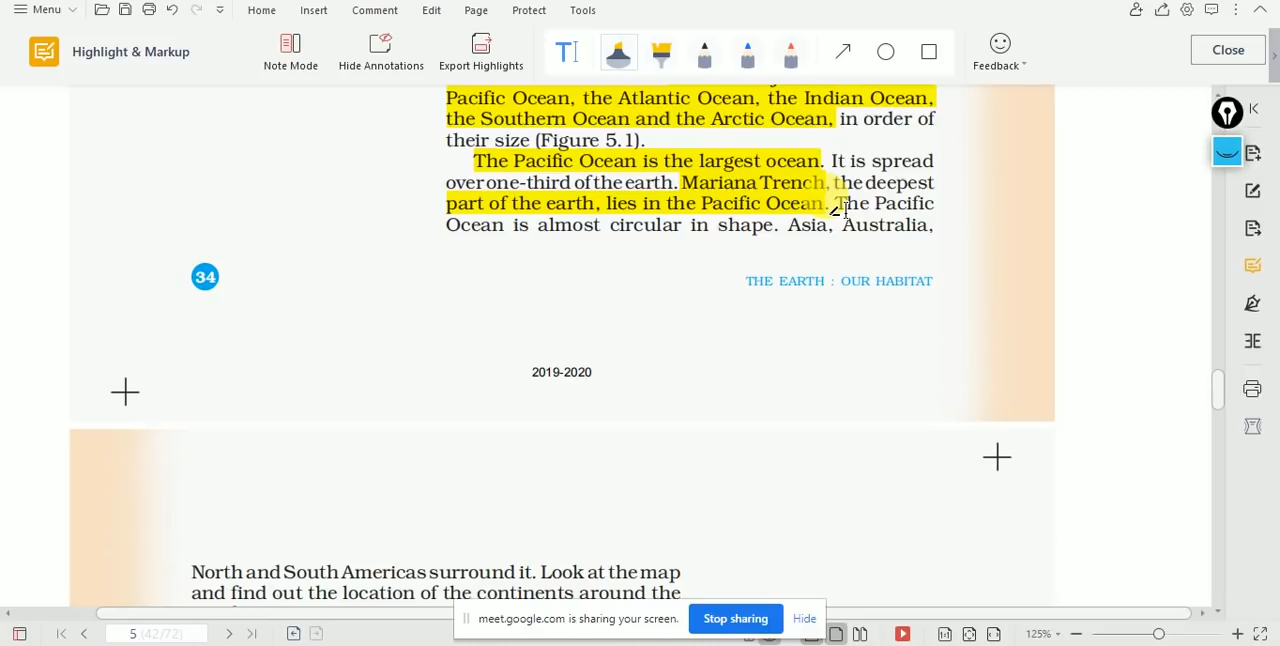 Menu
Home Insert Comment Edit Page Protect Tools
Highlight & Markup
Note Mode
Hide Annotations
Export Highlights
T
Feedback
Close
Pacific Ocean, the Atlantic Ocean, the Indian Ocean,
the Southern Ocean and the Arctic Ocean, in order of
their size (Figure 5.1).
The Pacific Ocean is the largest ocean. It is spread
over one-third of the earth. Mariana Trench, the deepest
part of the earth, lies in the Pacific Ocean. The Pacific
Ocean is almost circular in shape. Asia, Australia,
34
THE EARTH : OUR HABITAT
2019-2020
North and South Americas surround it. Look at the map
and find out the location of the continents around the
meet.google.com is sharing your screen.
Stop sharing
Hide
5 (42/72)
125%